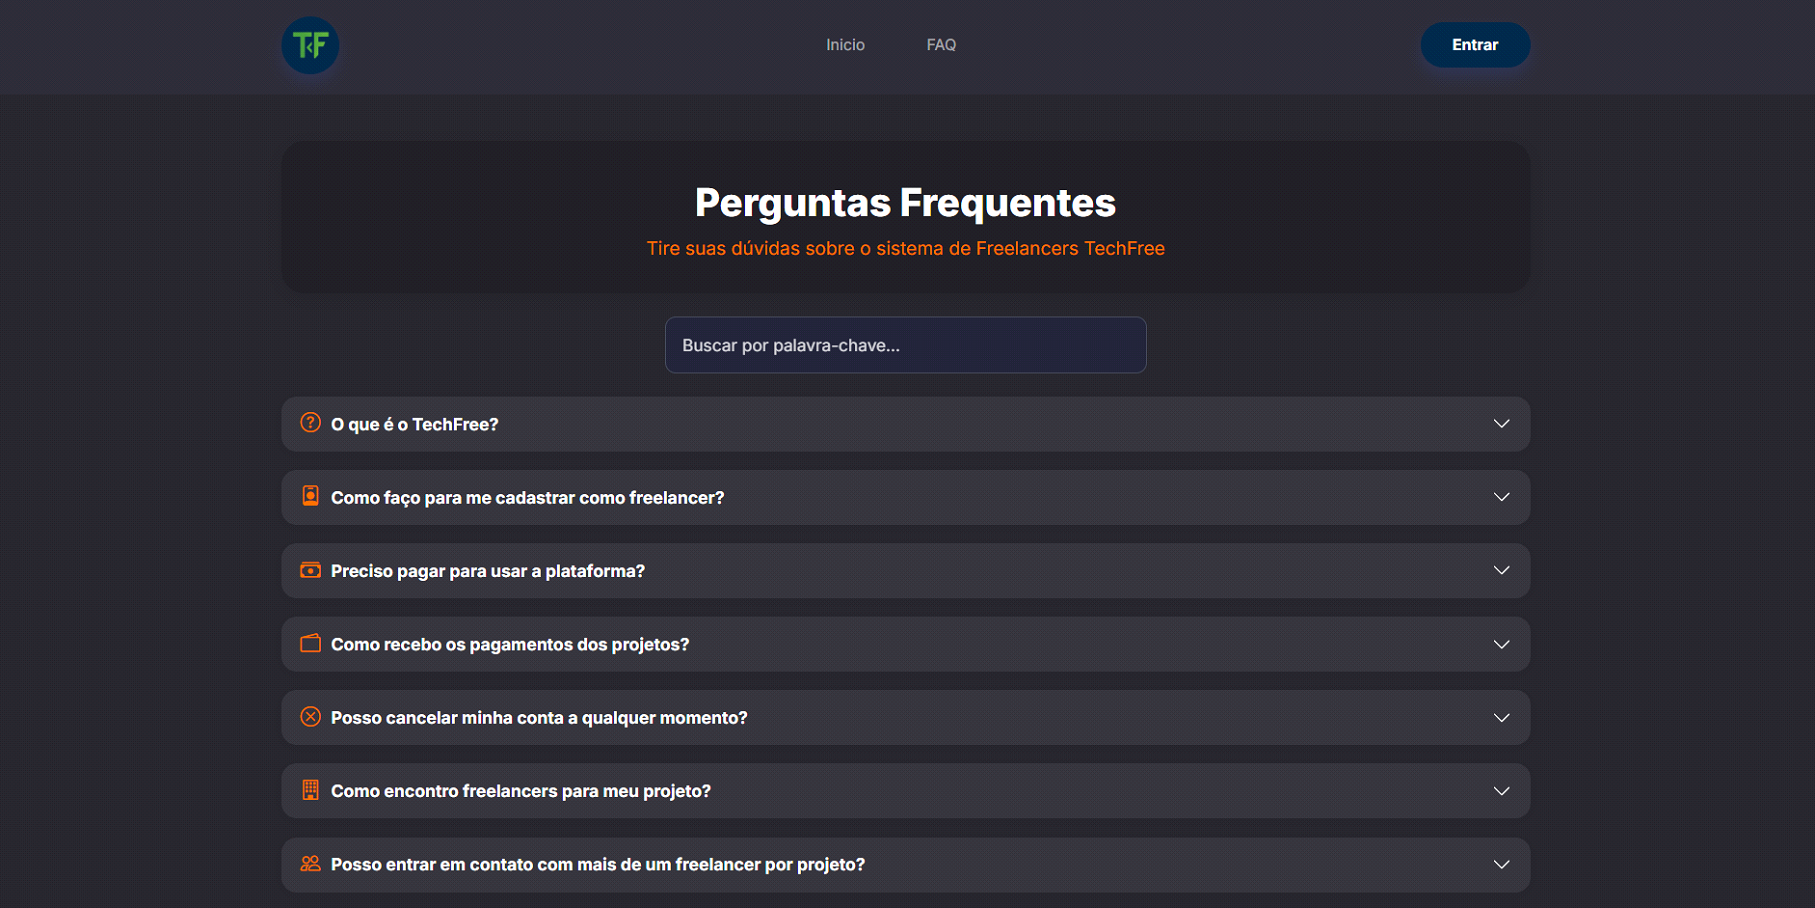 TF
Inicio
FAQ
Entrar
Perguntas Frequentes
Tire suas dúvidas sobre o sistema de Freelancers TechFree
Buscar por palavra-chave...
O que é o TechFree?
Como faço para me cadastrar como freelancer?
Preciso pagar para usar a plataforma?
Como recebo os pagamentos dos projetos?
Posso cancelar minha conta a qualquer momento?
Como encontro freelancers para meu projeto?
Posso entrar em contato com mais de um freelancer por projeto?